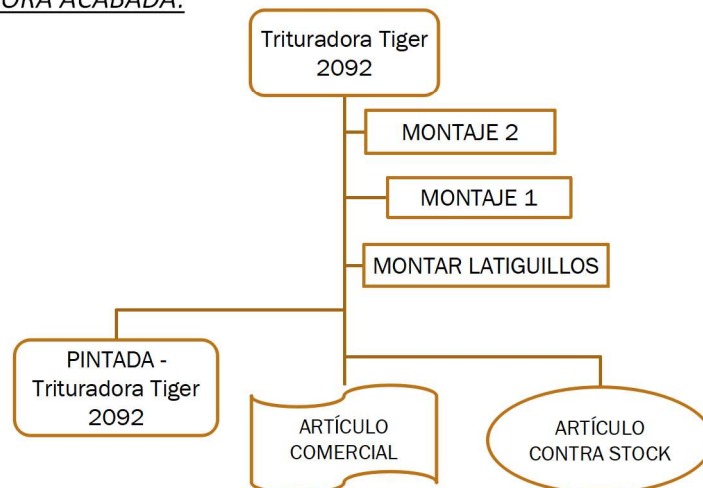 ORA ACABADA:
Trituradora Tiger
2092
MONTAJE 2
MONTAJE 1
MONTAR LATIGUILLOS
PINTADA -
Trituradora Tiger
2092
ARTÍCULO
COMERCIAL
ARTÍCULO
CONTRA STOCK